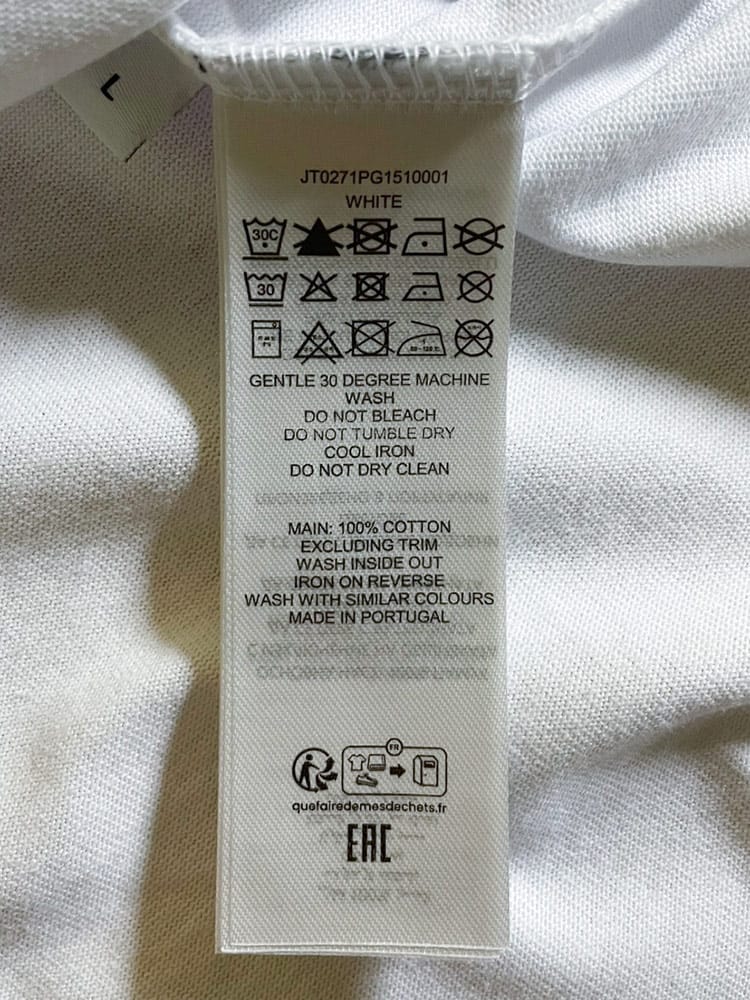 L
JT0271PG1510001
WHITE
30C
30
GENTLE 30 DEGREE MACHINE
WASH
DO NOT BLEACH
DO NOT TUMBLE DRY
COOL IRON
DO NOT DRY CLEAN
MAIN: 100% COTTON
EXCLUDING TRIM
WASH INSIDE OUT
IRON ON REVERSE
WASH WITH SIMILAR COLOURS
MADE IN PORTUGAL
FR
quefairedemesdechets.fr
EAC